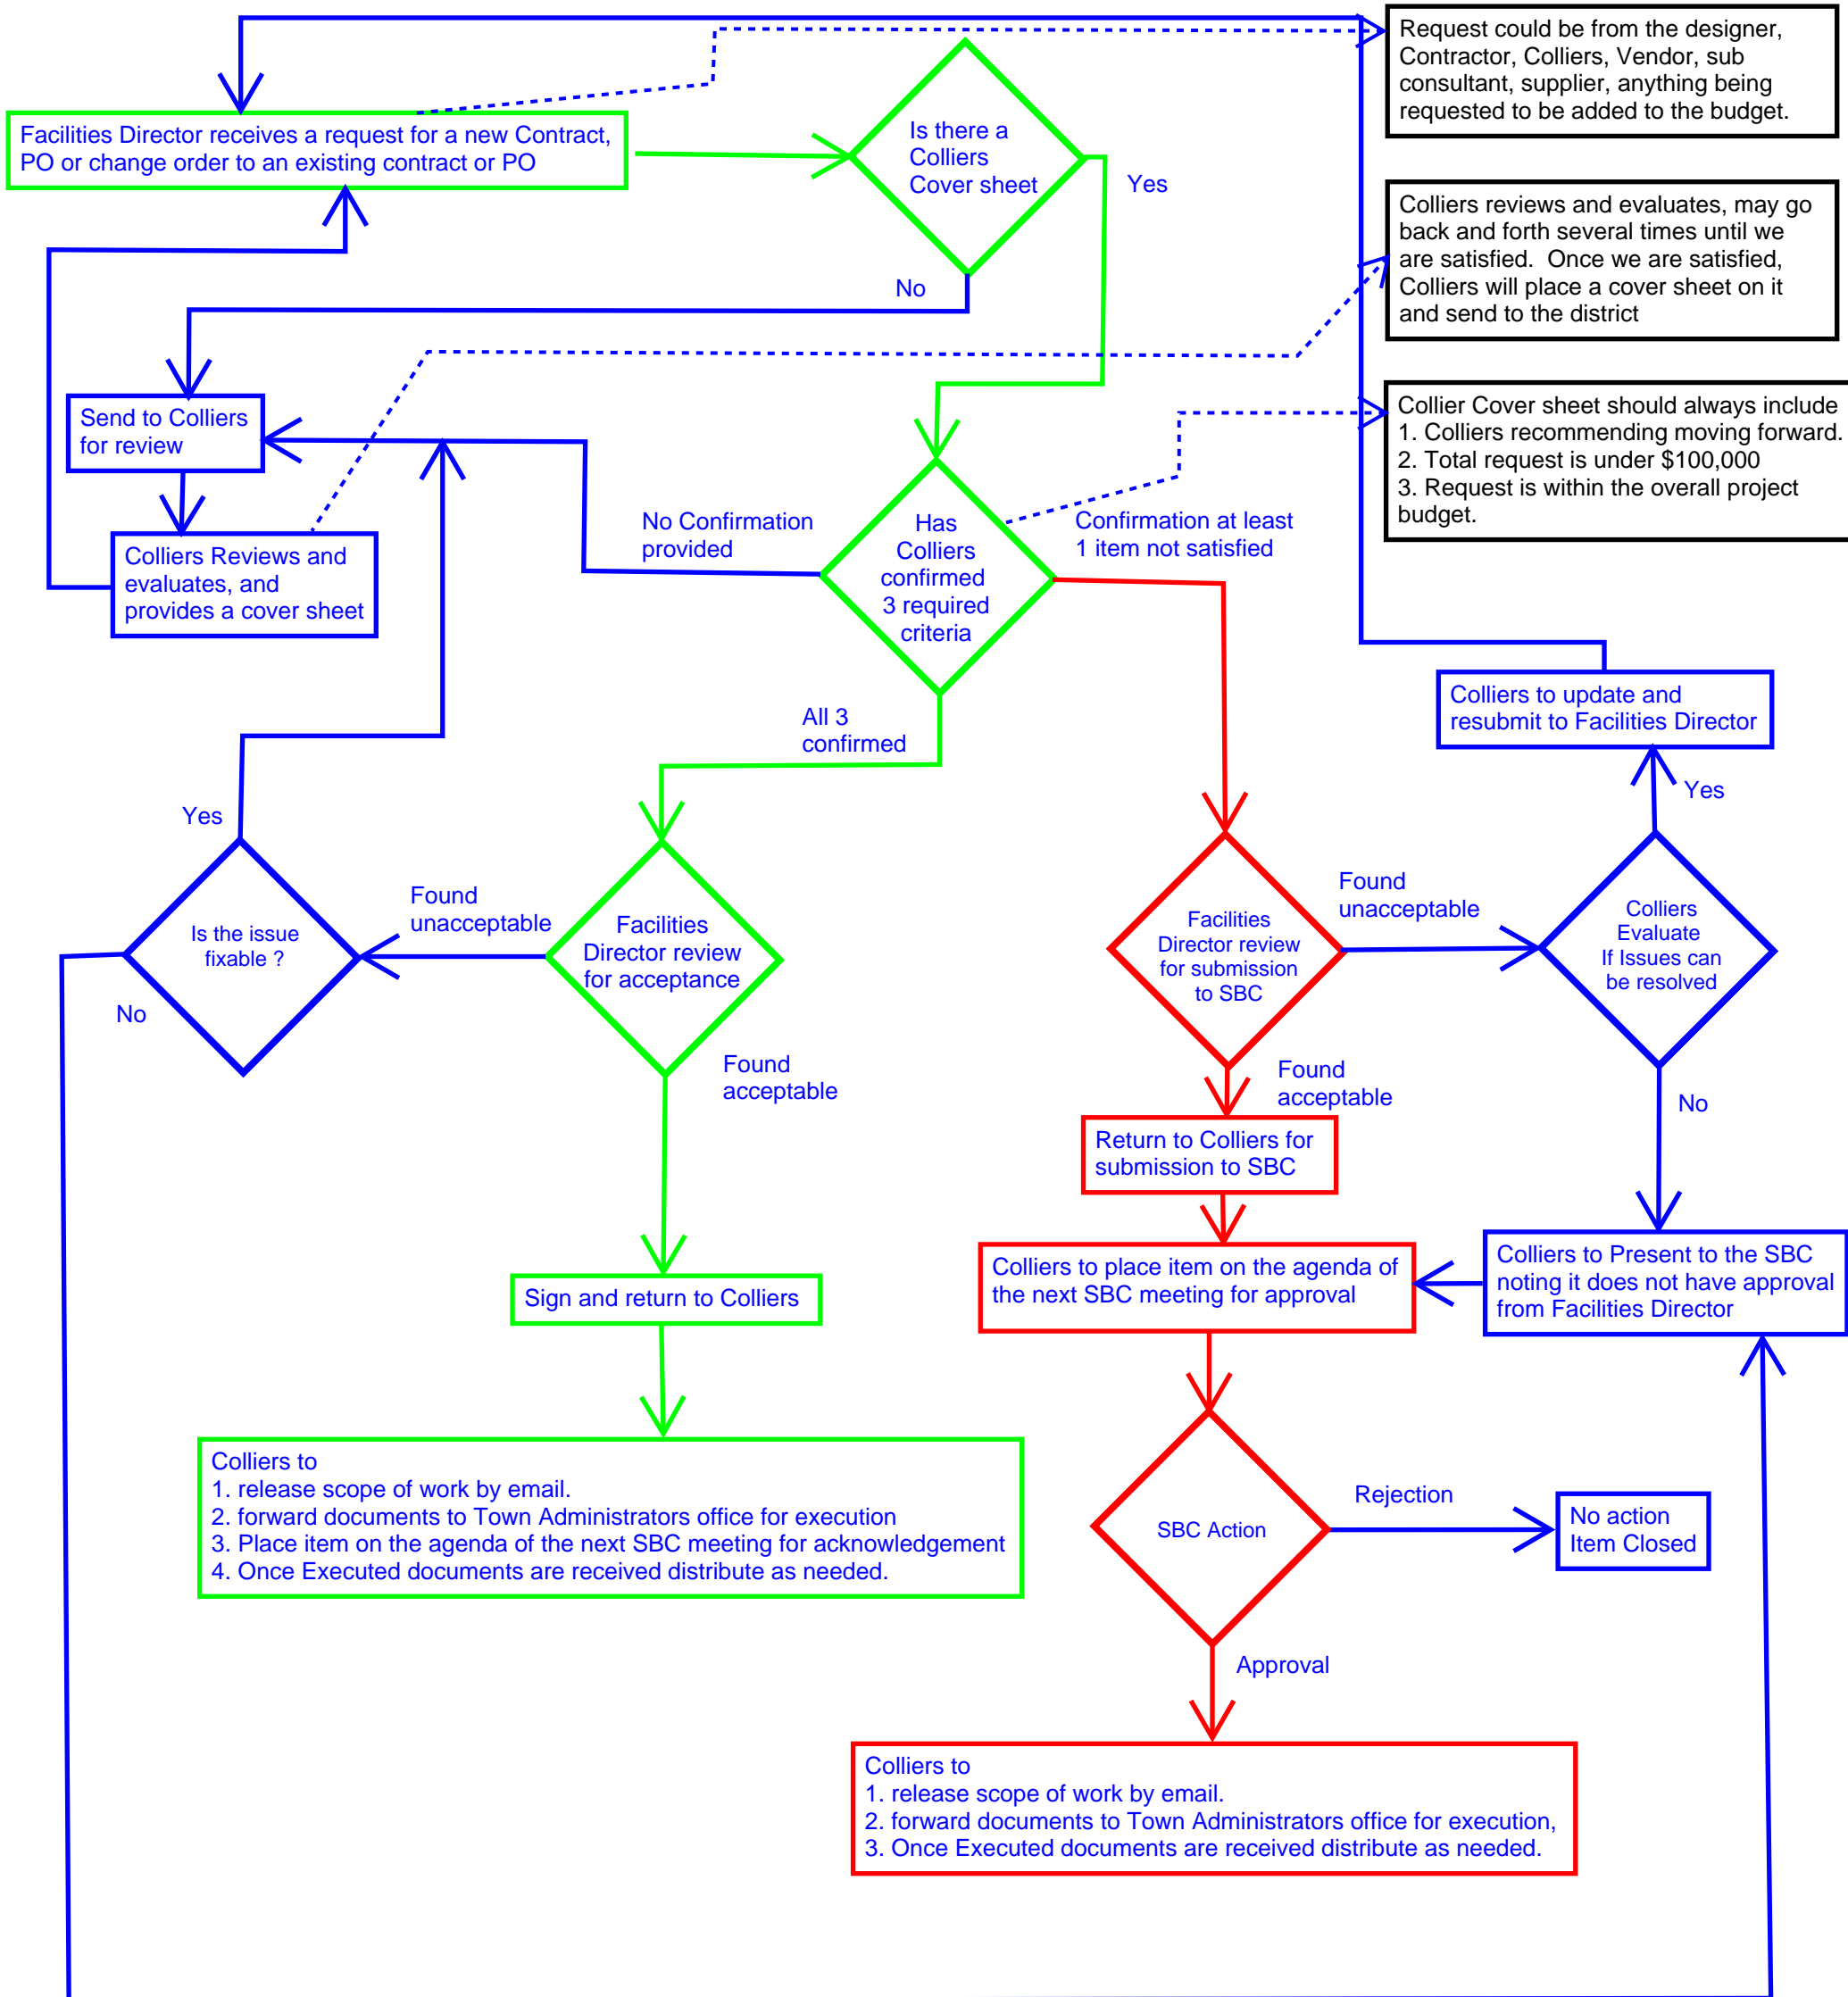 Request could be from the designer,
Contractor, Colliers, Vendor, sub
consultant, supplier, anything being
requested to be added to the budget.
Facilities Director receives a request for a new Contract,
PO or change order to an existing contract or PO
Is there a
Colliers
Cover sheet
Yes
No
Colliers reviews and evaluates, may go
back and forth several times until we
are satisfied. Once we are satisfied,
Colliers will place a cover sheet on it
and send to the district
Send to Colliers
for review
Collier Cover sheet should always include
1. Colliers recommending moving forward.
2. Total request is under $100,000
3. Request is within the overall project
budget.
Colliers Reviews and
evaluates, and
provides a cover sheet
No Confirmation
provided
Has
Colliers
confirmed
3 required
criteria
Confirmation at least
1 item not satisfied
All 3
confirmed
Colliers to update and
resubmit to Facilities Director
Yes
Yes
Is the issue
fixable ?
No
Found
unacceptable
Facilities
Director review
for acceptance
Found
acceptable
Facilities
Director review
for submission
to SBC
Found
unacceptable
Colliers
Evaluate
If Issues can
be resolved
Found
acceptable
No
Return to Colliers for
submission to SBC
Sign and return to Colliers
Colliers to place item on the agenda of
the next SBC meeting for approval
Colliers to Present to the SBC
noting it does not have approval
from Facilities Director
Colliers to
1. release scope of work by email.
2. forward documents to Town Administrators office for execution
3. Place item on the agenda of the next SBC meeting for acknowledgement
4. Once Executed documents are received distribute as needed.
SBC Action
Rejection
No action
Item Closed
Approval
Colliers to
1. release scope of work by email.
2. forward documents to Town Administrators office for execution,
3. Once Executed documents are received distribute as needed.